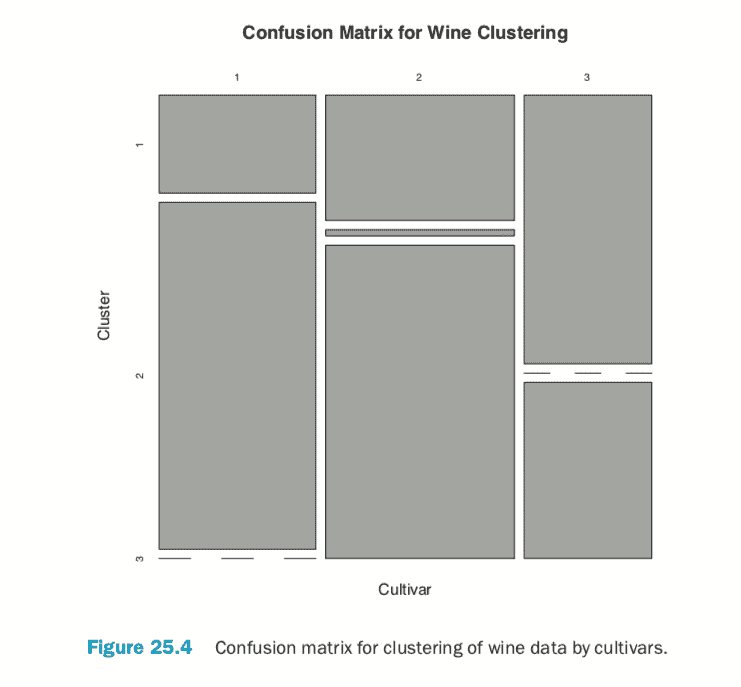 Confusion Matrix for Wine Clustering
1 2 3
1
Cluster
2
3
Cultivar
Figure 25.4 Confusion matrix for clustering of wine data by cultivars.